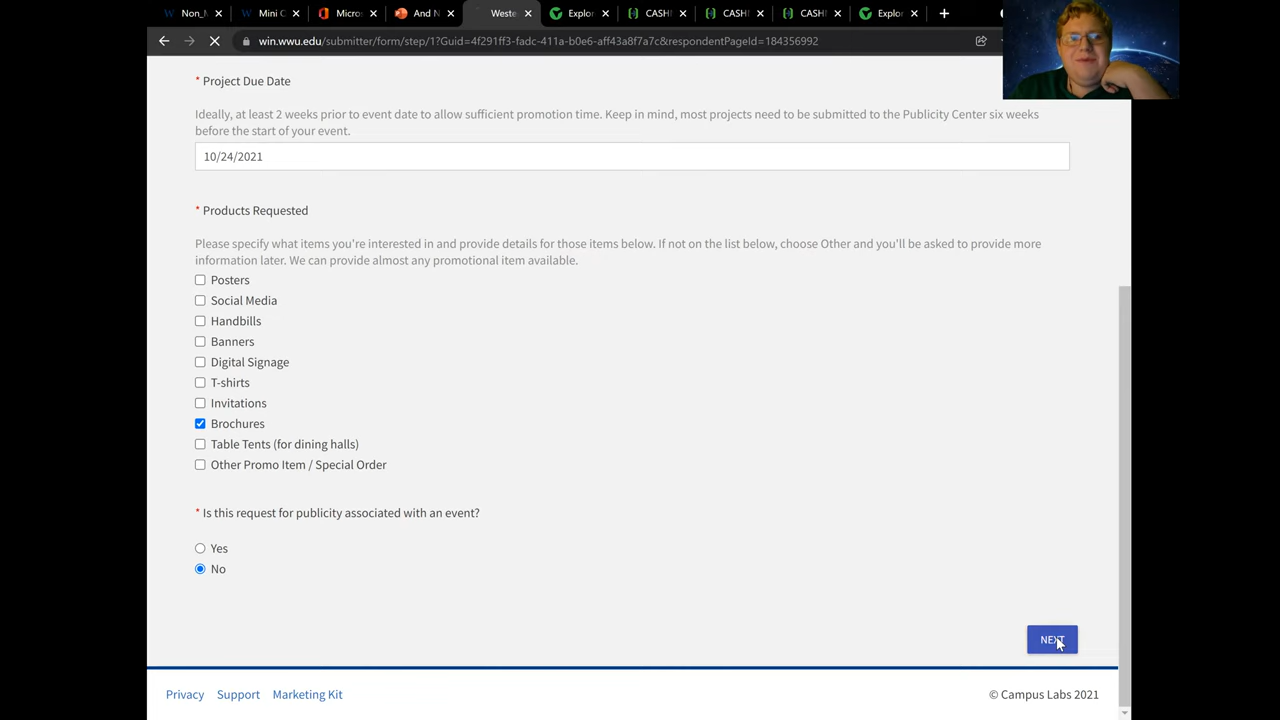 Non_M
Mini C
Micros
And N
Weste
Explor
CASH
CASH
CASH
Explor
win.wwu.edu/submitter/form/step/1?Guid=4f291ff3-fadc-411a-b0e6-aff43a8f7a7c&respondentPageId=184356992
* Project Due Date
Ideally, at least 2 weeks prior to event date to allow sufficient promotion time. Keep in mind, most projects need to be submitted to the Publicity Center six weeks
before the start of your event.
10/24/2021
* Products Requested
Please specify what items you're interested in and provide details for those items below. If not on the list below, choose Other and you'll be asked to provide more
information later. We can provide almost any promotional item available.
Posters
Social Media
Handbills
Banners
Digital Signage
T-shirts
Invitations
Brochures
Table Tents (for dining halls)
Other Promo Item / Special Order
* Is this request for publicity associated with an event?
Yes
No
NEXT
Privacy Support Marketing Kit © Campus Labs 2021